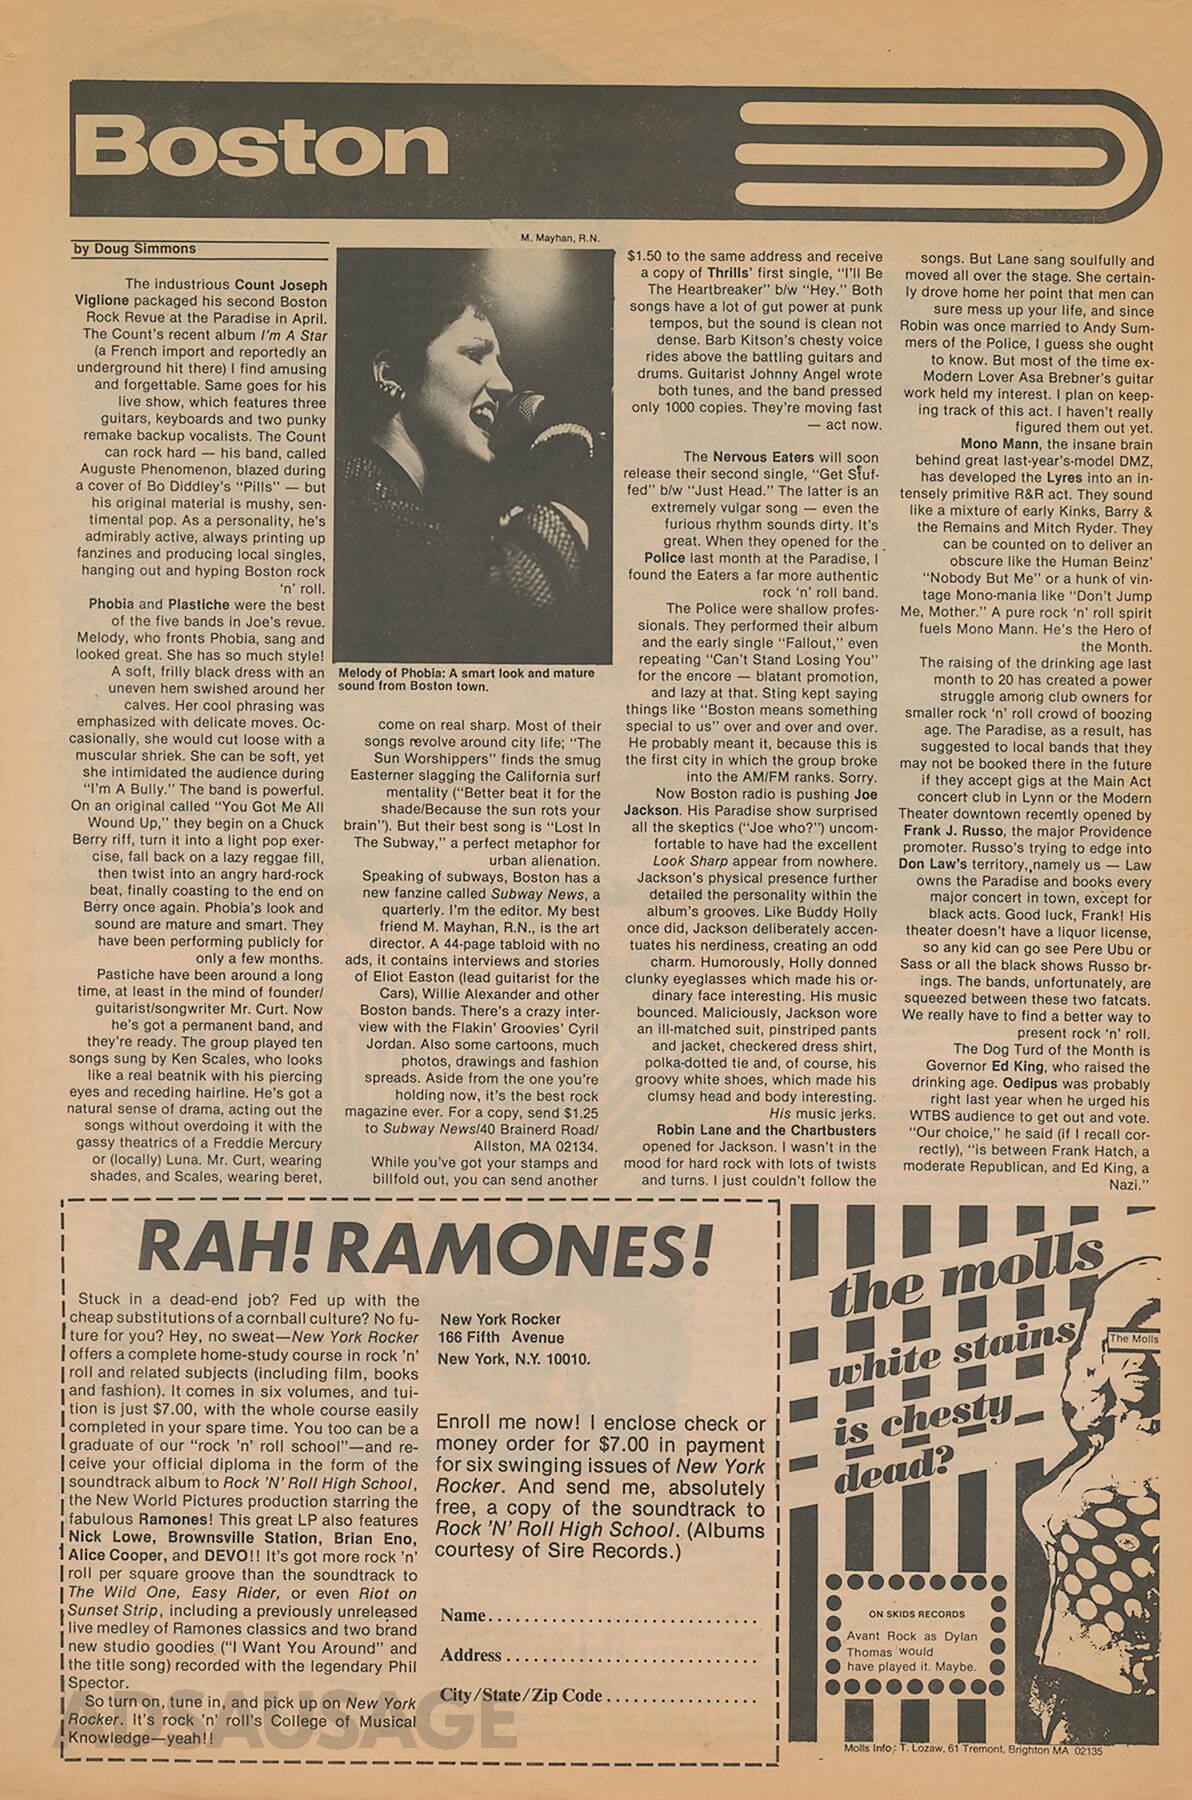 Boston
by Doug Simmons
The industrious Count Joseph
Viglione packaged his second Boston
Rock Revue at the Paradise in April.
The Count's recent album I'm A Star
(a French import and reportedly an
underground hit there) I find amusing
and forgettable. Same goes for his
live show, which features three
guitars, keyboards and two punky
remake backup vocalists. The Count
can rock hard — his band, called
Auguste Phenomenon, blazed during
a cover of Bo Diddley's "Pills" — but
his original material is mushy, sen-
timental pop. As a personality, he's
admirably active, always printing up
fanzines and producing local singles,
hanging out and hyping Boston rock
'n' roll.
Phobia and Plastiche were the best
of the five bands in Joe's revue.
Melody, who fronts Phobia, sang and
looked great. She has so much style!
A soft, frilly black dress with an
uneven hem swished around her
calves. Her cool phrasing was
emphasized with delicate moves. Oc-
casionally, she would cut loose with a
muscular shriek. She can be soft, yet
she intimidated the audience during
"I'm A Bully." The band is powerful.
On an original called "You Got Me All
Wound Up," they begin on a Chuck
Berry riff, turn it into a light pop exer-
cise, fall back on a lazy reggae fill,
then twist into an angry hard-rock
beat, finally coasting to the end on
Berry once again. Phobia's look and
sound are mature and smart. They
have been performing publicly for
only a few months.
Pastiche have been around a long
time, at least in the mind of founder/
guitarist/songwriter Mr. Curt. Now
he's got a permanent band, and
they're ready. The group played ten
songs sung by Ken Scales, who looks
like a real beatnik with his piercing
eyes and receding hairline. He's got a
natural sense of drama, acting out the
songs without overdoing it with the
gassy theatrics of a Freddie Mercury
or (locally) Luna. Mr. Curt, wearing
shades, and Scales, wearing beret,
M. Mayhan, R.N.
Melody of Phobia: A smart look and mature
sound from Boston town.
come on real sharp. Most of their
songs revolve around city life; "The
Sun Worshippers" finds the smug
Easterner slagging the California surf
mentality ("Better beat it for the
shade/Because the sun rots your
brain"). But their best song is "Lost In
The Subway," a perfect metaphor for
urban alienation.
Speaking of subways, Boston has a
new fanzine called Subway News, a
quarterly. I'm the editor. My best
friend M. Mayhan, R.N., is the art
director. A 44-page tabloid with no
ads, it contains interviews and stories
of Eliot Easton (lead guitarist for the
Cars), Willie Alexander and other
Boston bands. There's a crazy inter-
view with the Flakin' Groovies' Cyril
Jordan. Also some cartoons, much
photos, drawings and fashion
spreads. Aside from the one you're
holding now, it's the best rock
magazine ever. For a copy, send $1.25
to Subway News/40 Brainerd Road/
Allston, MA 02134.
While you've got your stamps and
billfold out, you can send another
$1.50 to the same address and receive
a copy of Thrills' first single, "I'll Be
The Heartbreaker" b/w "Hey." Both
songs have a lot of gut power at punk
tempos, but the sound is clean not
dense. Barb Kitson's chesty voice
rides above the battling guitars and
drums. Guitarist Johnny Angel wrote
both tunes, and the band pressed
only 1000 copies. They're moving fast
— act now.
The Nervous Eaters will soon
release their second single, "Get Stuf-
fed" b/w "Just Head." The latter is an
extremely vulgar song — even the
furious rhythm sounds dirty. It's
great. When they opened for the
Police last month at the Paradise, I
found the Eaters a far more authentic
rock 'n' roll band.
The Police were shallow profes-
sionals. They performed their album
and the early single "Fallout," even
repeating "Can't Stand Losing You"
for the encore — blatant promotion,
and lazy at that. Sting kept saying
things like "Boston means something
special to us" over and over and over.
He probably meant it, because this is
the first city in which the group broke
into the AM/FM ranks. Sorry.
Now Boston radio is pushing Joe
Jackson. His Paradise show surprised
all the skeptics ("Joe who?") uncom-
fortable to have had the excellent
Look Sharp appear from nowhere.
Jackson's physical presence further
detailed the personality within the
album's grooves. Like Buddy Holly
once did, Jackson deliberately accen-
tuates his nerdiness, creating an odd
charm. Humorously, Holly donned
clunky eyeglasses which made his or-
dinary face interesting. His music
bounced. Maliciously, Jackson wore
an ill-matched suit, pinstriped pants
and jacket, checkered dress shirt,
polka-dotted tie and, of course, his
groovy white shoes, which made his
clumsy head and body interesting.
His music jerks.
Robin Lane and the Chartbusters
opened for Jackson. I wasn't in the
mood for hard rock with lots of twists
and turns. I just couldn't follow the
songs. But Lane sang soulfully and
moved all over the stage. She certain-
ly drove home her point that men can
sure mess up your life, and since
Robin was once married to Andy Sum-
mers of the Police, I guess she ought
to know. But most of the time ex-
Modern Lover Asa Brebner's guitar
work held my interest. I plan on keep-
ing track of this act. I haven't really
figured them out yet.
Mono Mann, the insane brain
behind great last-year's-model DMZ,
has developed the Lyres into an in-
tensely primitive R&R act. They sound
like a mixture of early Kinks, Barry &
the Remains and Mitch Ryder. They
can be counted on to deliver an
obscure like the Human Beinz'
"Nobody But Me" or a hunk of vin-
tage Mono-mania like "Don't Jump
Me, Mother." A pure rock 'n' roll spirit
fuels Mono Mann. He's the Hero of
the Month.
The raising of the drinking age last
month to 20 has created a power
struggle among club owners for
smaller rock 'n' roll crowd of boozing
age. The Paradise, as a result, has
suggested to local bands that they
may not be booked there in the future
if they accept gigs at the Main Act
concert club in Lynn or the Modern
Theater downtown recently opened by
Frank J. Russo, the major Providence
promoter. Russo's trying to edge into
Don Law's territory, namely us — Law
owns the Paradise and books every
major concert in town, except for
black acts. Good luck, Frank! His
theater doesn't have a liquor license,
so any kid can go see Pere Ubu or
Sass or all the black shows Russo br-
ings. The bands, unfortunately, are
squeezed between these two fatcats.
We really have to find a better way to
present rock 'n' roll.
The Dog Turd of the Month is
Governor Ed King, who raised the
drinking age. Oedipus was probably
right last year when he urged his
WTBS audience to get out and vote.
"Our choice," he said (if I recall cor-
rectly), "is between Frank Hatch, a
moderate Republican, and Ed King, a
Nazi."
RAH! RAMONES!
Stuck in a dead-end job? Fed up with the
cheap substitutions of a cornball culture? No fu-
ture for you? Hey, no sweat—New York Rocker
offers a complete home-study course in rock 'n'
roll and related subjects (including film, books
and fashion). It comes in six volumes, and tui-
tion is just $7.00, with the whole course easily
completed in your spare time. You too can be a
graduate of our "rock 'n' roll school"—and re-
ceive your official diploma in the form of the
soundtrack album to Rock 'N' Roll High School,
the New World Pictures production starring the
fabulous Ramones! This great LP also features
Nick Lowe, Brownsville Station, Brian Eno,
Alice Cooper, and DEVO!! It's got more rock 'n'
roll per square groove than the soundtrack to
The Wild One, Easy Rider, or even Riot on
Sunset Strip, including a previously unreleased
live medley of Ramones classics and two brand
new studio goodies ("I Want You Around" and
the title song) recorded with the legendary Phil
Spector.
So turn on, tune in, and pick up on New York
Rocker. It's rock 'n' roll's College of Musical
Knowledge—yeah!!
New York Rocker
166 Fifth Avenue
New York, N.Y. 10010.
Enroll me now! I enclose check or
money order for $7.00 in payment
for six swinging issues of New York
Rocker. And send me, absolutely
free, a copy of the soundtrack to
Rock 'N' Roll High School. (Albums
courtesy of Sire Records.)
Name
Address
City/State/Zip Code
ADSAUSAGE
the molls
white stains
is chesty
dead?
The Molls
ON SKIDS RECORDS
Avant Rock as Dylan
Thomas would
have played it. Maybe.
Molls Info: T. Lozaw, 61 Tremont, Brighton MA 02135